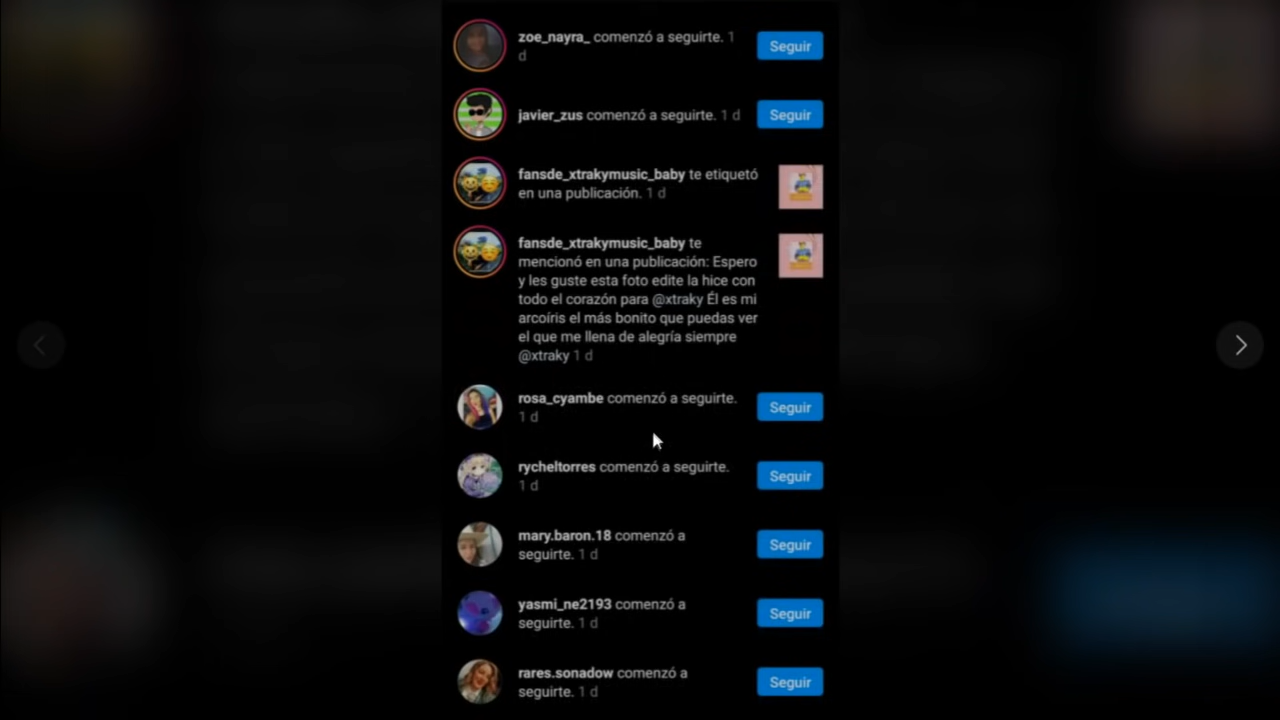 zoe_nayra_ comenzó a seguirte. 1
d
Seguir
javier_zus comenzó a seguirte. 1 d
Seguir
fansde_xtrakymusic_baby te etiquetó
en una publicación. 1 d
fansde_xtrakymusic_baby te
mencionó en una publicación: Espero
y les guste esta foto edite la hice con
todo el corazón para @xtraky Él es mi
arcoíris el más bonito que puedas ver
el que me llena de alegría siempre
@xtraky 1 d
rosa_cyambe comenzó a seguirte.
1 d
Seguir
rycheltorres comenzó a seguirte.
1 d
Seguir
mary.baron.18 comenzó a
seguirte. 1 d
Seguir
yasmi_ne2193 comenzó a
seguirte. 1 d
Seguir
rares.sonadow comenzó a
seguirte. 1 d
Seguir